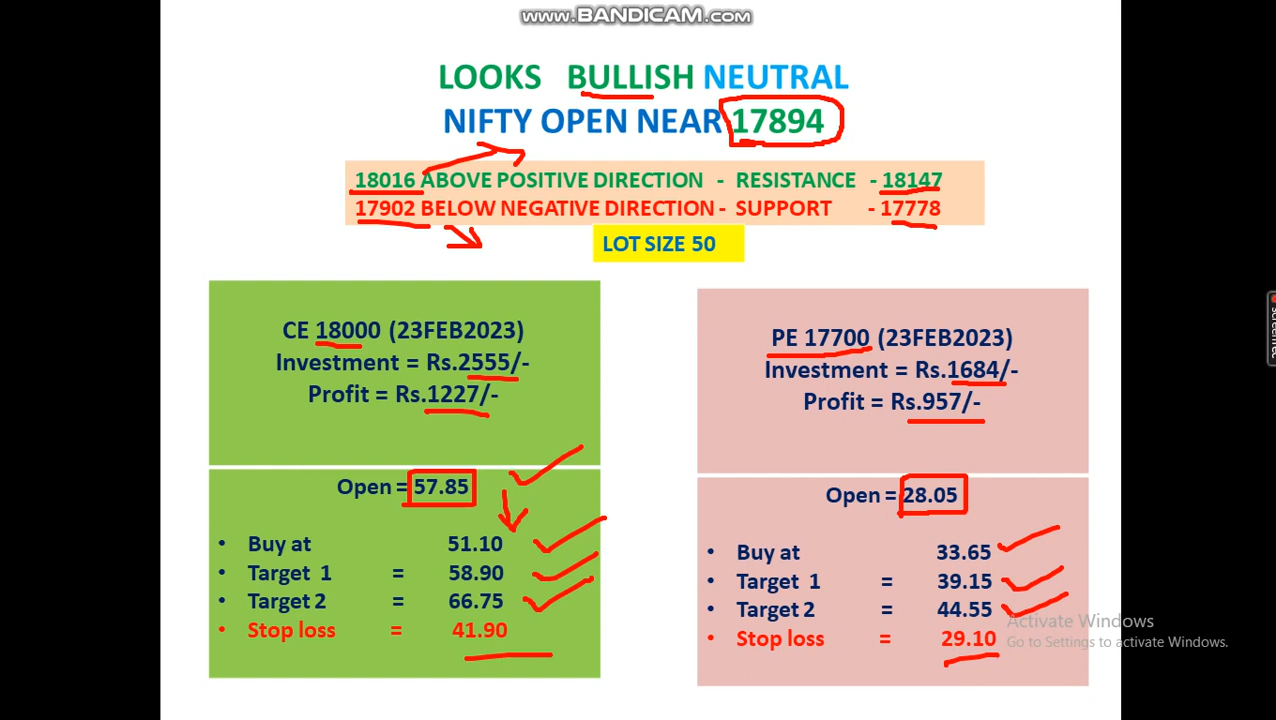 www.BANDICAM.com
LOOKS BULLISH NEUTRAL
NIFTY OPEN NEAR 17894
18016 ABOVE POSITIVE DIRECTION - RESISTANCE - 18147
17902 BELOW NEGATIVE DIRECTION - SUPPORT - 17778
LOT SIZE 50
CE 18000 (23FEB2023)
Investment = Rs.2555/-
Profit = Rs.1227/-
Open = 57.85
• Buy at 51.10
• Target 1 = 58.90
• Target 2 = 66.75
• Stop loss = 41.90
PE 17700 (23FEB2023)
Investment = Rs.1684/-
Profit = Rs.957/-
Open = 28.05
• Buy at 33.65
• Target 1 = 39.15
• Target 2 = 44.55
• Stop loss = 29.10
Activate Windows
Go to Settings to activate Windows.